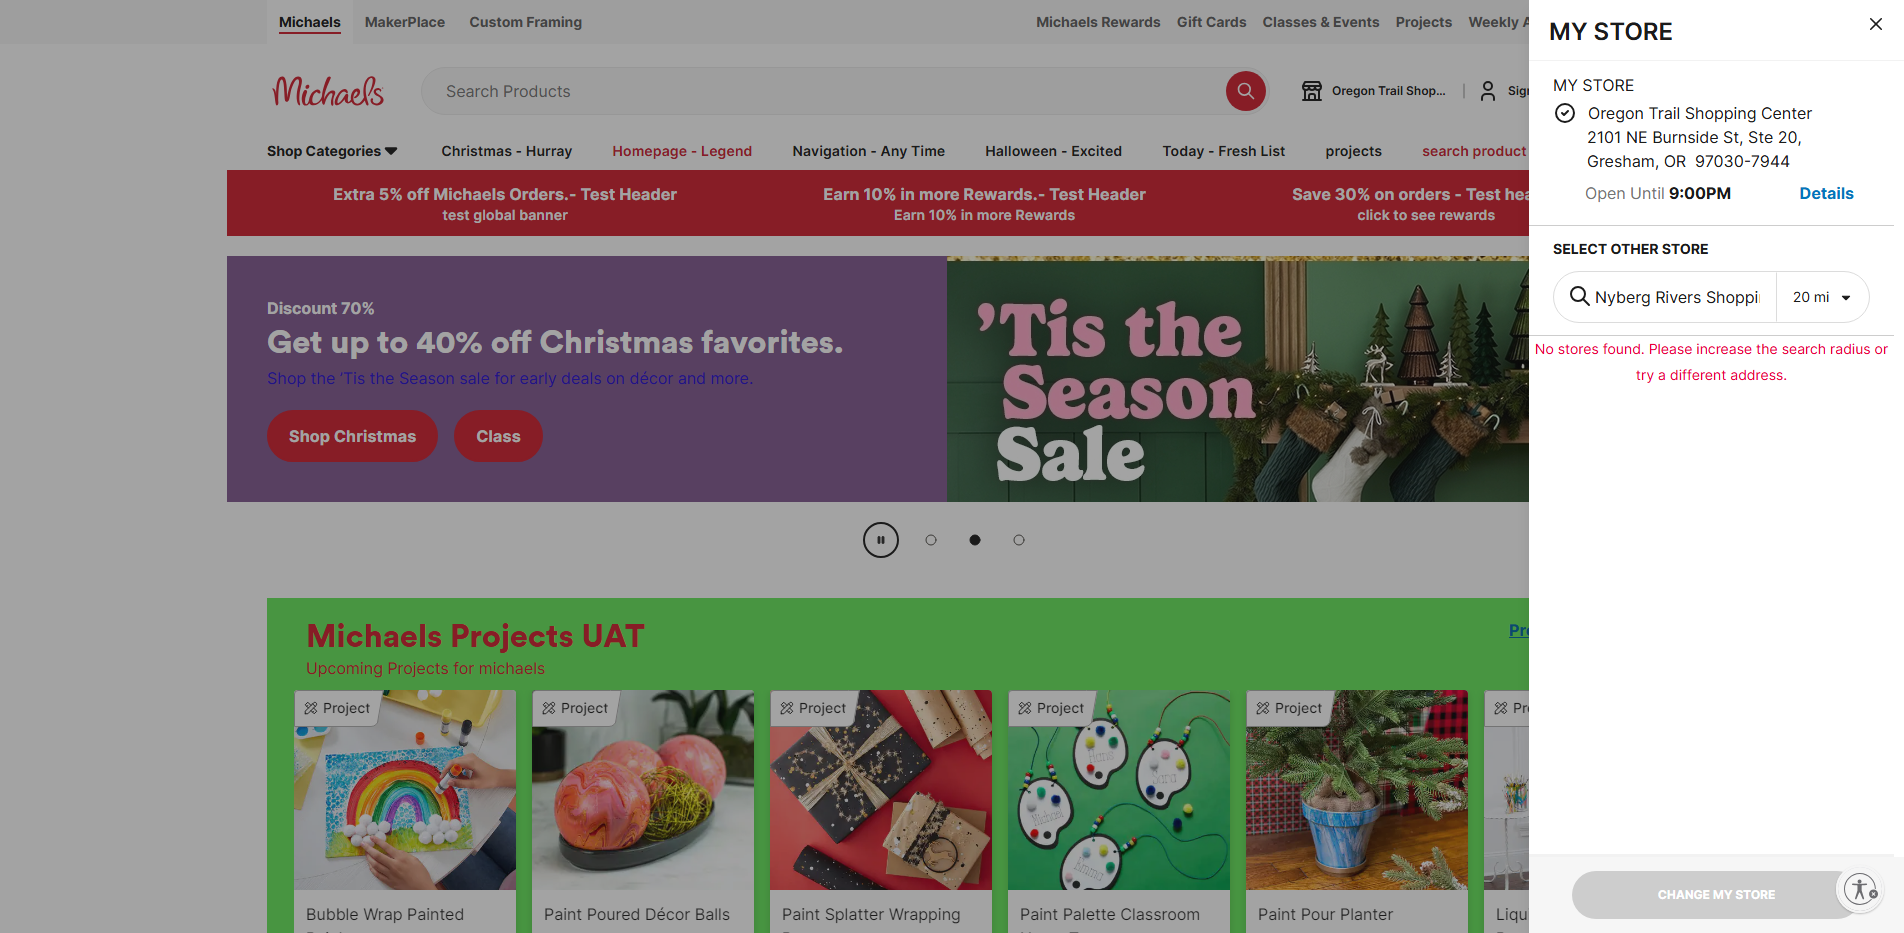 Michaels
MakerPlace
Custom Framing
Michaels Rewards
Gift Cards
Classes & Events
Projects
Weekly A
Michaels
Search Products
Oregon Trail Shop...
Sign
Shop Categories
Christmas - Hurray
Homepage - Legend
Navigation - Any Time
Halloween - Excited
Today - Fresh List
projects
search product
Extra 5% off Michaels Orders.- Test Header
test global banner
Earn 10% in more Rewards.- Test Header
Earn 10% in more Rewards
Save 30% on orders - Test hea
click to see rewards
Discount 70%
Get up to 40% off Christmas favorites.
Shop the 'Tis the Season sale for early deals on décor and more.
Shop Christmas
Class
'Tis the
Season
Sale
Michaels Projects UAT
Upcoming Projects for michaels
Pro
Project
Project
Project
Project
Project
Pr
Bubble Wrap Painted
Paint Poured Décor Balls
Paint Splatter Wrapping
Paint Palette Classroom
Paint Pour Planter
Liqu
MY STORE
MY STORE
Oregon Trail Shopping Center
2101 NE Burnside St, Ste 20,
Gresham, OR 97030-7944
Open Until 9:00PM
Details
SELECT OTHER STORE
Nyberg Rivers Shoppi
20 mi
No stores found. Please increase the search radius or
try a different address.
CHANGE MY STORE